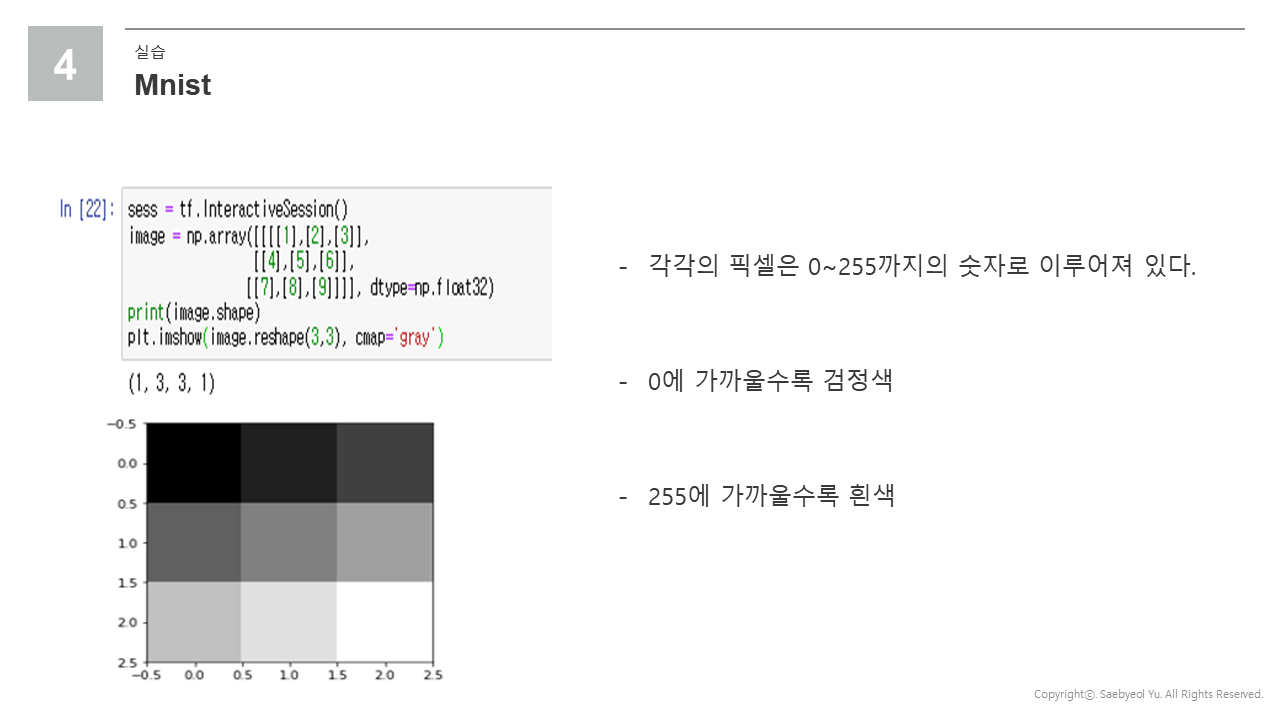 4
실습
Mnist
In [22]:
sess = tf.InteractiveSession()
image = np.array([[[[1],[2],[3]],
[[4],[5],[6]],
[[7],[8],[9]]]], dtype=np.float32)
print(image.shape)
plt.imshow(image.reshape(3,3), cmap='gray')
(1, 3, 3, 1)
−0.5
0.0
0.5
1.0
1.5
2.0
2.5
−0.5 0.0 0.5 1.0 1.5 2.0 2.5
- 각각의 픽셀은 0~255까지의 숫자로 이루어져 있다.
- 0에 가까울수록 검정색
- 255에 가까울수록 흰색
Copyrightⓒ. Saebyeol Yu. All Rights Reserved.